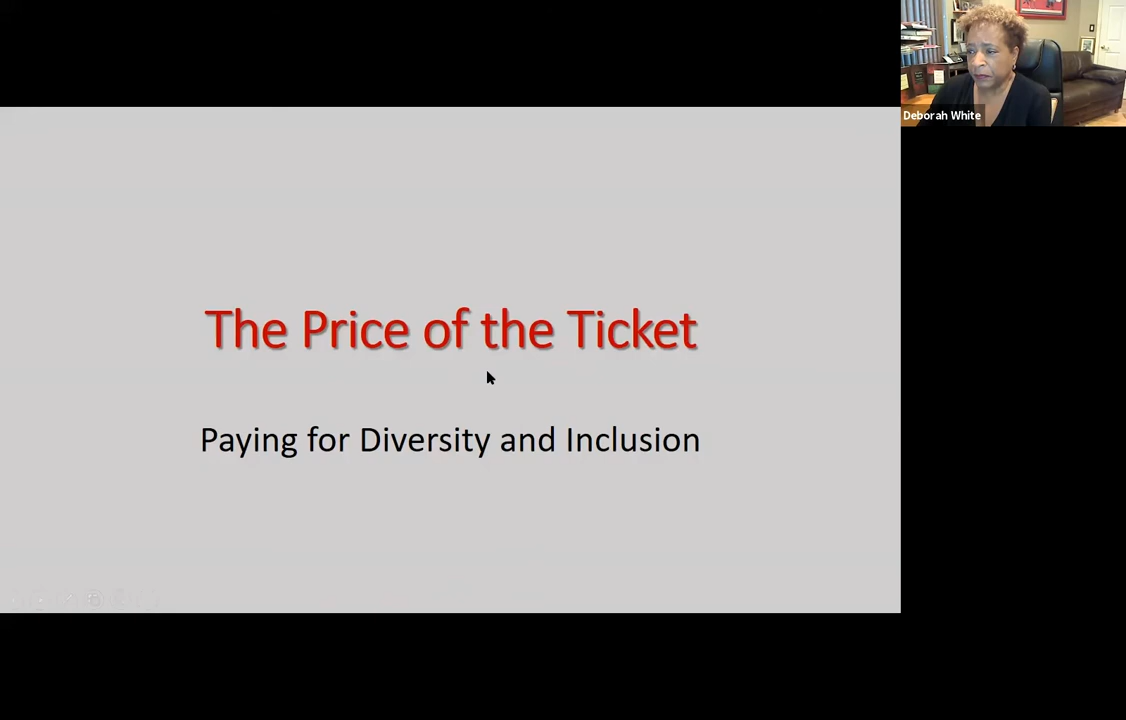 Deborah White
The Price of the Ticket
Paying for Diversity and Inclusion